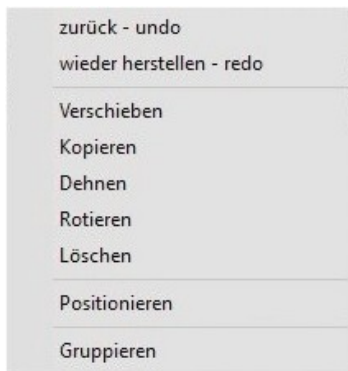 zurück - undo
wieder herstellen - redo
Verschieben
Kopieren
Dehnen
Rotieren
Löschen
Positionieren
Gruppieren